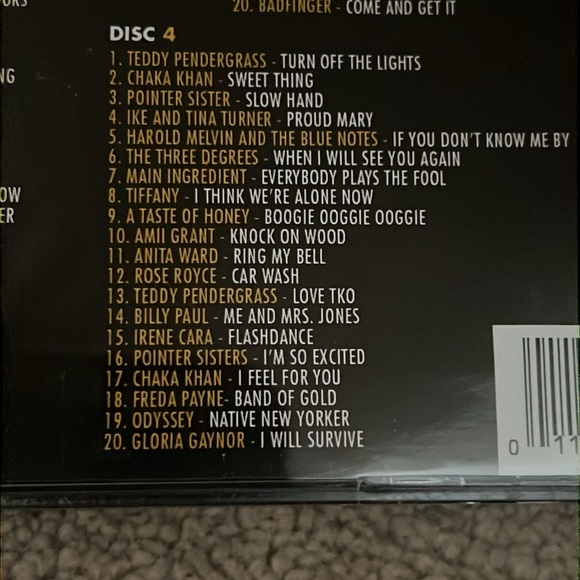 20. BADFINGER - COME AND GET IT
DISC 4
1. TEDDY PENDERGRASS - TURN OFF THE LIGHTS
2. CHAKA KHAN - SWEET THING
NG
3. POINTER SISTER - SLOW HAND
4. IKE AND TINA TURNER - PROUD MARY
5. HAROLD MELVIN AND THE BLUE NOTES - IF YOU DON'T KNOW ME BY
6. THE THREE DEGREES - WHEN I WILL SEE YOU AGAIN
7. MAIN INGREDIENT - EVERYBODY PLAYS THE FOOL
OW
8. TIFFANY - I THINK WE'RE ALONE NOW
ER
9. A TASTE OF HONEY - BOOGIE OOGGIE OOGGIE
10. AMII GRANT - KNOCK ON WOOD
11. ANITA WARD - RING MY BELL
12. ROSE ROYCE - CAR WASH
13. TEDDY PENDERGRASS - LOVE TKO
14. BILLY PAUL - ME AND MRS. JONES
15. IRENE CARA - FLASHDANCE
16. POINTER SISTERS - I'M SO EXCITED
17. CHAKA KHAN - I FEEL FOR YOU
18. FREDA PAYNE- BAND OF GOLD
19. ODYSSEY - NATIVE NEW YORKER
20. GLORIA GAYNOR - I WILL SURVIVE
0 11